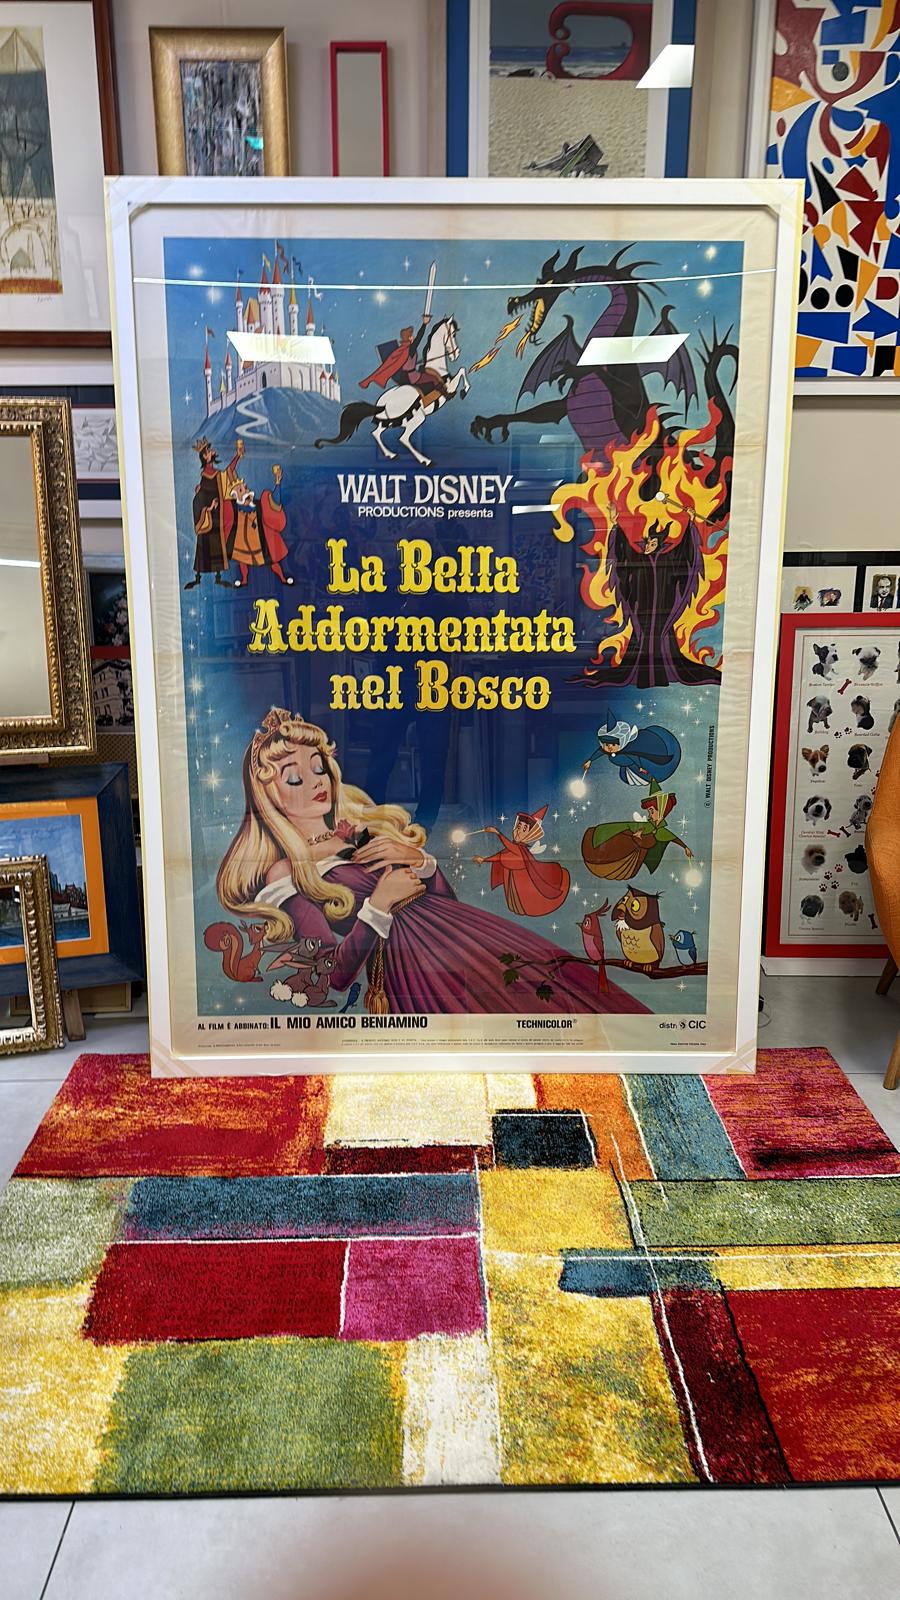 WALT DISNEY
PRODUCTIONS presenta
La Bella
Addormentata
nel Bosco
© WALT DISNEY PRODUCTIONS
AL FILM È ABBINATO: IL MIO AMICO BENIAMINO
TECHNICOLOR®
distr. CIC